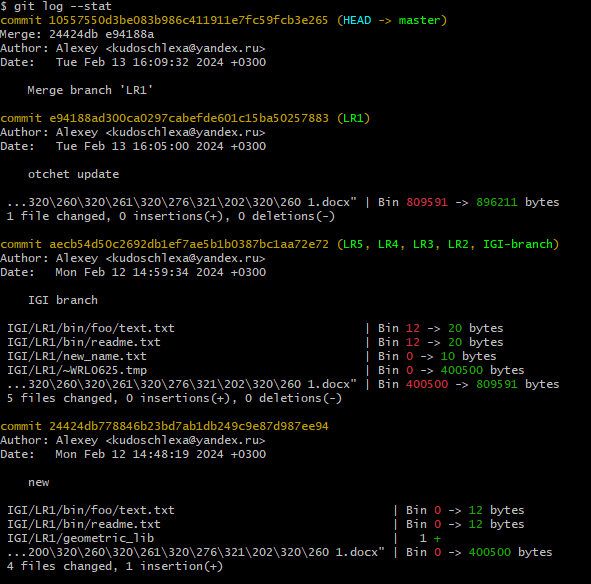 $ git log --stat
commit 10557550d3be083b986c411911e7fc59fcb3e265 (HEAD -> master)
Merge: 24424db e94188a
Author: Alexey <kudoschlexa@yandex.ru>
Date:   Tue Feb 13 16:09:32 2024 +0300
    Merge branch 'LR1'
commit e94188ad300ca0297cabefde601c15ba50257883 (LR1)
Author: Alexey <kudoschlexa@yandex.ru>
Date:   Tue Feb 13 16:05:00 2024 +0300
    otchet update
 ...320\260\320\261\320\276\321\202\320\260 1.docx" | Bin 809591 -> 896211 bytes
 1 file changed, 0 insertions(+), 0 deletions(-)
commit aecb54d50c2692db1ef7ae5b1b0387bc1aa72e72 (LR5, LR4, LR3, LR2, IGI-branch)
Author: Alexey <kudoschlexa@yandex.ru>
Date:   Mon Feb 12 14:59:34 2024 +0300
    IGI branch
 IGI/LR1/bin/foo/text.txt                           | Bin 12 -> 20 bytes
 IGI/LR1/bin/readme.txt                             | Bin 12 -> 20 bytes
 IGI/LR1/new_name.txt                               | Bin 0 -> 10 bytes
 IGI/LR1/~WRL0625.tmp                               | Bin 0 -> 400500 bytes
 ...320\260\320\261\320\276\321\202\320\260 1.docx" | Bin 400500 -> 809591 bytes
 5 files changed, 0 insertions(+), 0 deletions(-)
commit 24424db778846b23bd7ab1db249c9e87d987ee94
Author: Alexey <kudoschlexa@yandex.ru>
Date:   Mon Feb 12 14:48:19 2024 +0300
    new
 IGI/LR1/bin/foo/text.txt                               | Bin 0 -> 12 bytes
 IGI/LR1/bin/readme.txt                                 | Bin 0 -> 12 bytes
 IGI/LR1/geometric_lib                                  |   1 +
 ...200\320\260\320\261\320\276\321\202\320\260 1.docx" | Bin 0 -> 400500 bytes
 4 files changed, 1 insertion(+)